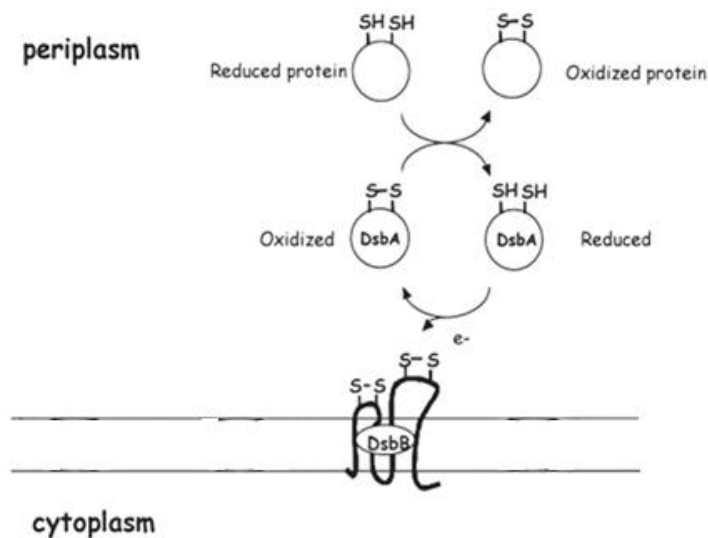 SH SH
S-S
periplasm
Reduced protein
Oxidized protein
S-S
SH SH
Oxidized
DsbA
DsbA
Reduced
e-
S-S
S-S
DsbB
cytoplasm